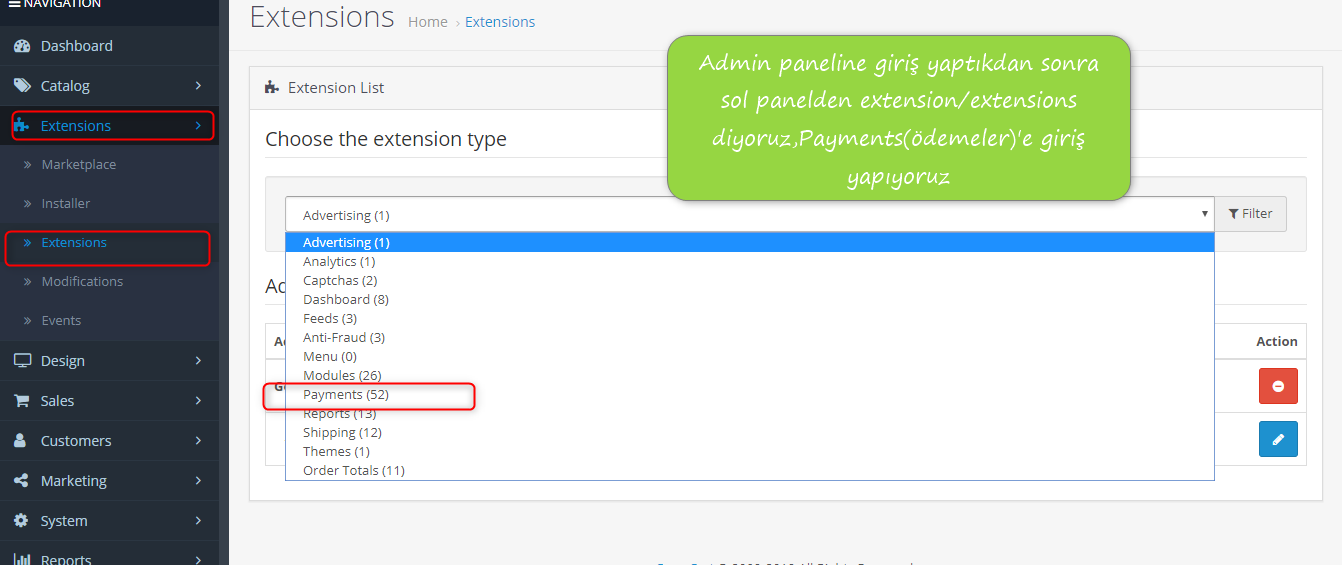 NAVIGATION
Dashboard
Catalog
Extensions
Marketplace
Installer
Extensions
Modifications
Events
Design
Sales
Customers
Marketing
System
Reports
Extensions Home › Extensions
Admin paneline giriş yaptıkdan sonra
sol panelden extension/extensions
diyoruz,Payments(ödemeler)'e giriş
yapıyoruz
Extension List
Choose the extension type
Advertising (1)
Filter
Advertising (1)
Analytics (1)
Captchas (2)
Dashboard (8)
Feeds (3)
Anti-Fraud (3)
Menu (0)
Modules (26)
Payments (52)
Reports (13)
Shipping (12)
Themes (1)
Order Totals (11)
Action